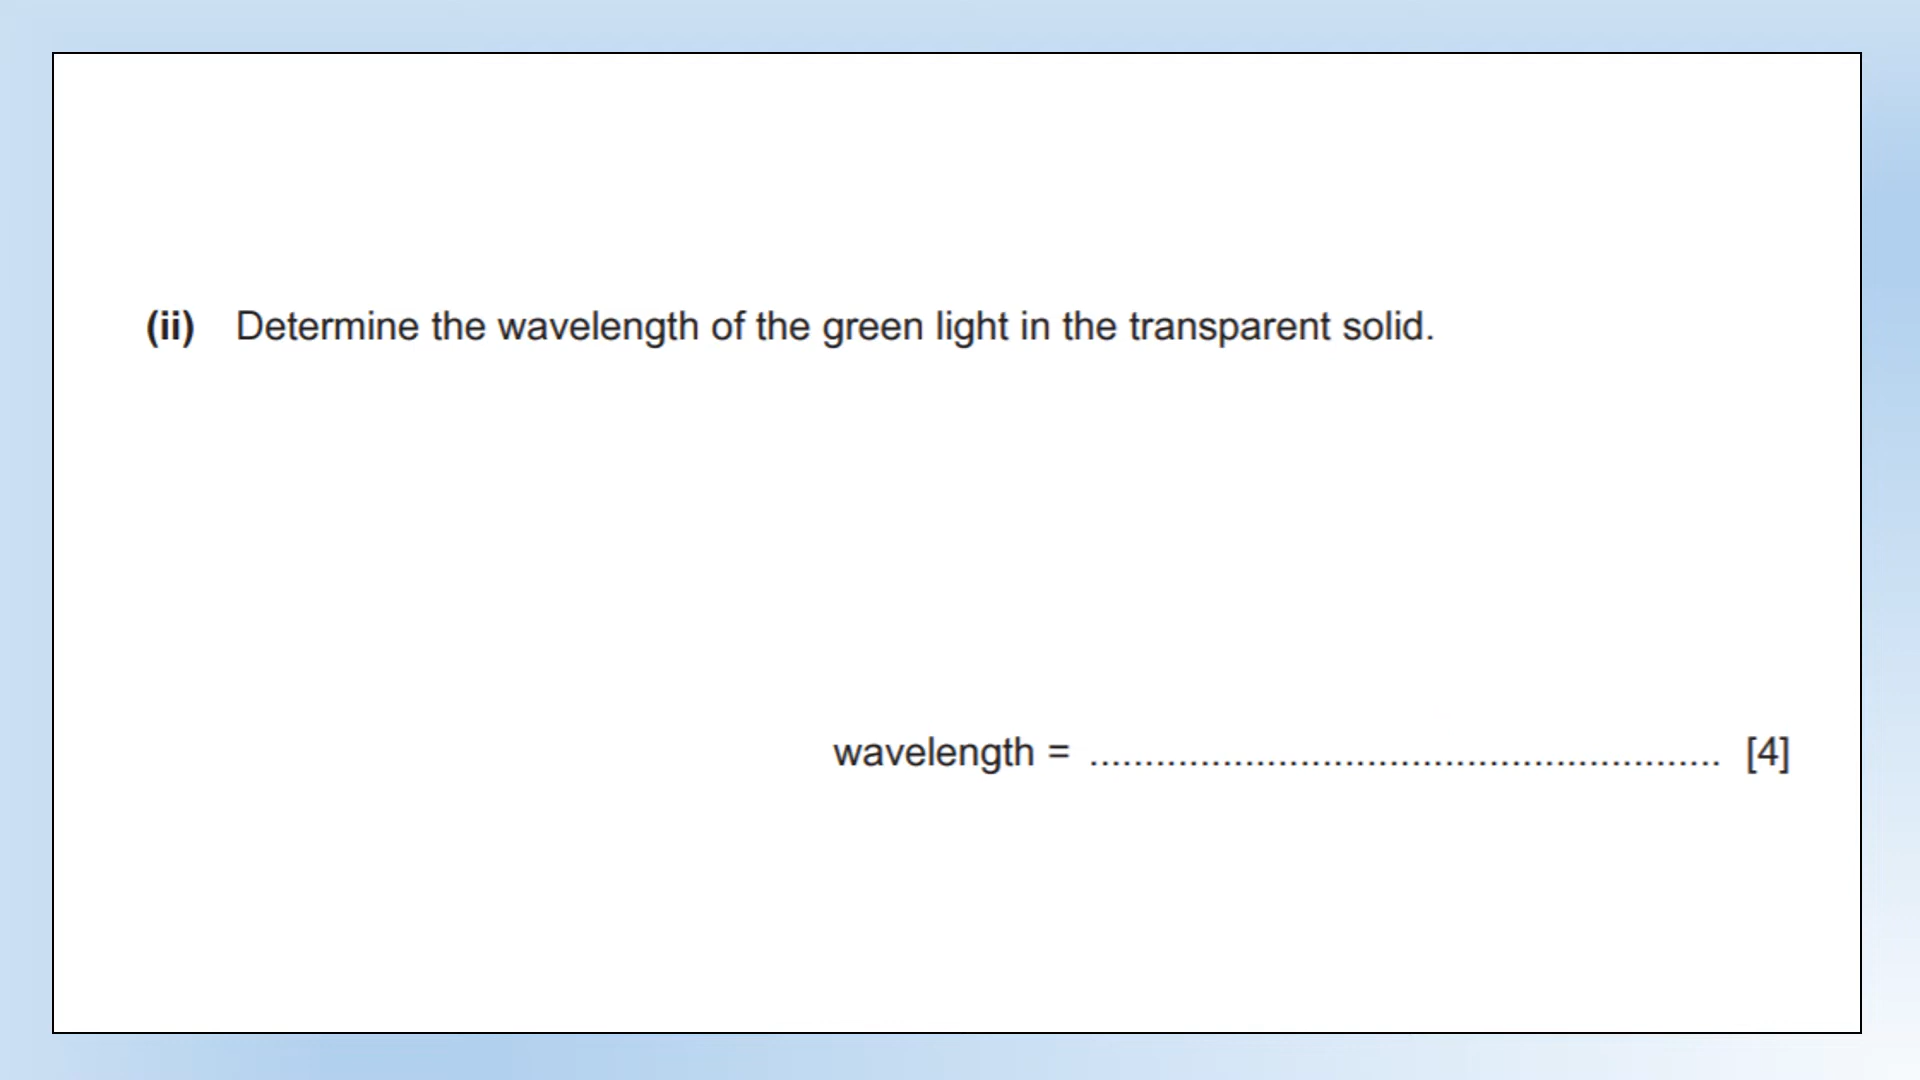 (ii) Determine the wavelength of the green light in the transparent solid.
wavelength = ......................................................... [4]